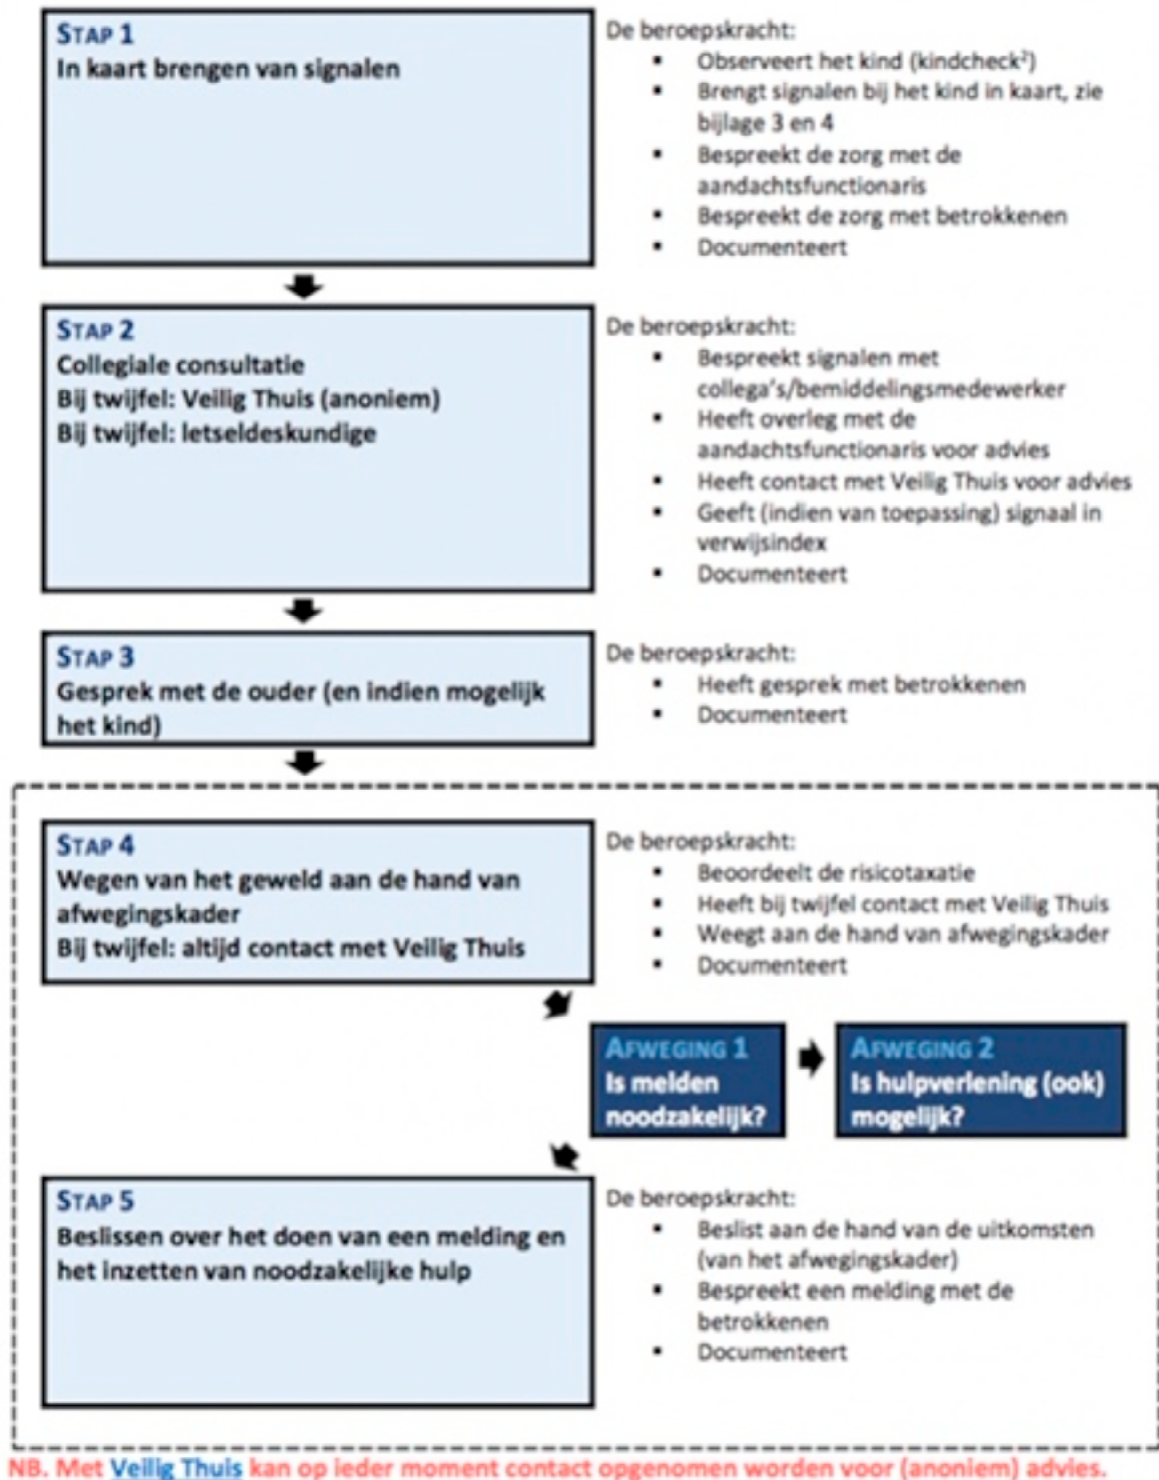 STAP 1
In kaart brengen van signalen
De beroepskracht:
▪ Observeert het kind (kindcheck²)
▪ Brengt signalen bij het kind in kaart, zie
bijlage 3 en 4
▪ Bespreekt de zorg met de
aandachtsfunctionaris
▪ Bespreekt de zorg met betrokkenen
▪ Documenteert
STAP 2
Collegiale consultatie
Bij twijfel: Veilig Thuis (anoniem)
Bij twijfel: letseldeskundige
De beroepskracht:
▪ Bespreekt signalen met
collega's/bemiddelingsmedewerker
▪ Heeft overleg met de
aandachtsfunctionaris voor advies
▪ Heeft contact met Veilig Thuis voor advies
▪ Geeft (indien van toepassing) signaal in
verwijsindex
▪ Documenteert
STAP 3
Gesprek met de ouder (en indien mogelijk
het kind)
De beroepskracht:
▪ Heeft gesprek met betrokkenen
▪ Documenteert
STAP 4
Wegen van het geweld aan de hand van
afwegingskader
Bij twijfel: altijd contact met Veilig Thuis
De beroepskracht:
▪ Beoordeelt de risicotaxatie
▪ Heeft bij twijfel contact met Veilig Thuis
▪ Weegt aan de hand van afwegingskader
▪ Documenteert
AFWEGING 1
Is melden
noodzakelijk?
AFWEGING 2
Is hulpverlening (ook)
mogelijk?
STAP 5
Beslissen over het doen van een melding en
het inzetten van noodzakelijke hulp
De beroepskracht:
▪ Beslist aan de hand van de uitkomsten
(van het afwegingskader)
▪ Bespreekt een melding met de
betrokkenen
▪ Documenteert
NB. Met Veilig Thuis kan op ieder moment contact opgenomen worden voor (anoniem) advies.